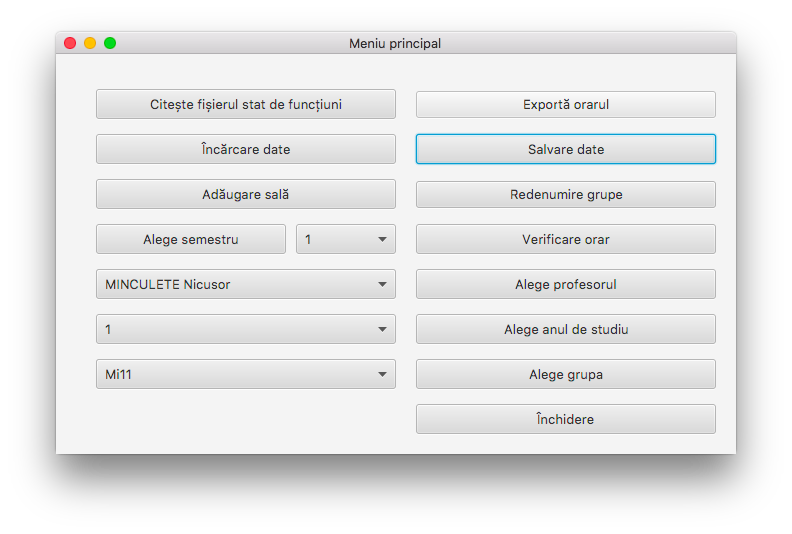 Meniu principal
Citește fișierul stat de funcțiuni
Exportă orarul
Încărcare date
Salvare date
Adăugare sală
Redenumire grupe
Alege semestru
1
Verificare orar
MINCULETE Nicusor
Alege profesorul
1
Alege anul de studiu
Mi11
Alege grupa
Închidere